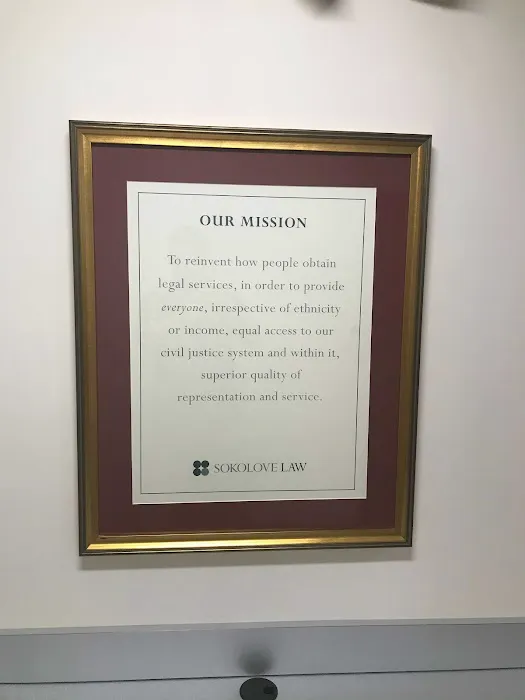 OUR MISSION
To reinvent how people obtain
legal services, in order to provide
everyone, irrespective of ethnicity
or income, equal access to our
civil justice system and within it,
superior quality of
representation and service.
SOKOLOVE LAW